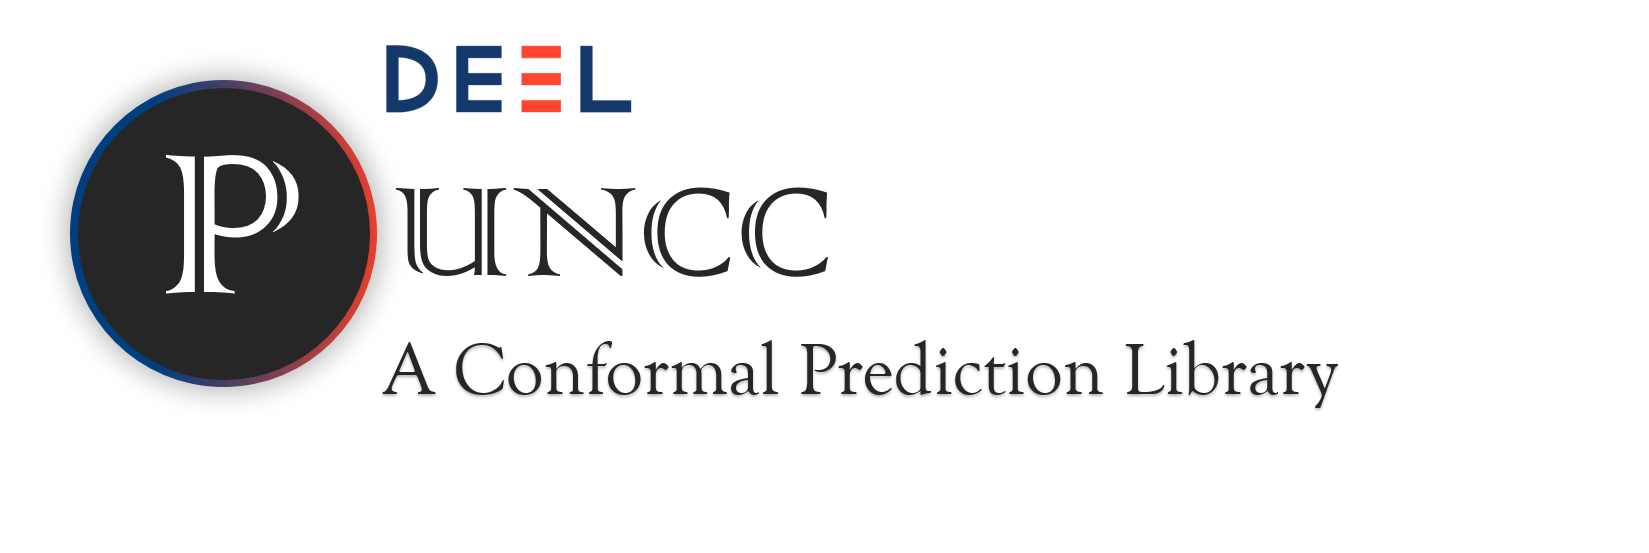 DEEL
PUNCC
A Conformal Prediction Library